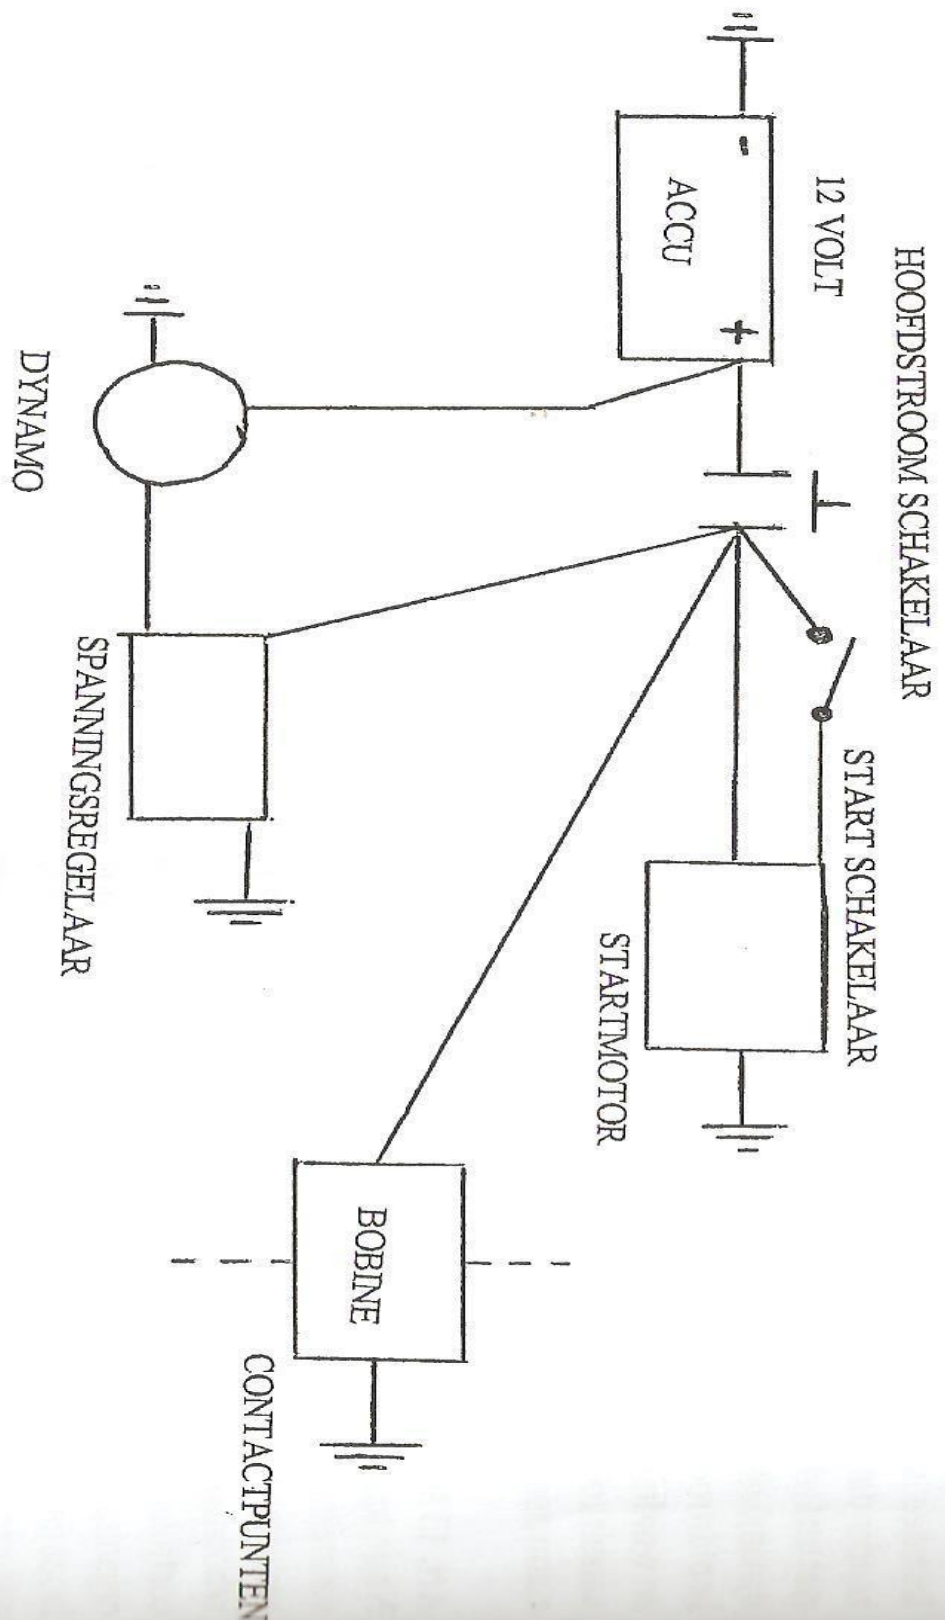 HOOFDSTROOM SCHAKELAAR
12 VOLT
- +
ACCU
START SCHAKELAAR
STARTMOTOR
BOBINE
CONTACTPUNTEN
SPANNINGSREGELAAR
DYNAMO